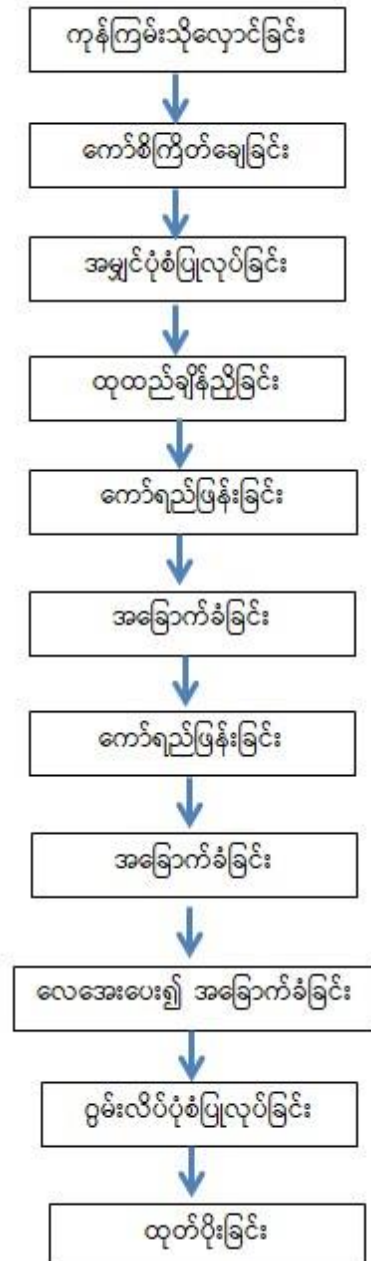 ကုန်ကြမ်းသိုလှောင်ခြင်း
ကော်စိကြိတ်ချေခြင်း
အမျှင်ပုံစံပြုလုပ်ခြင်း
ထုထည်ချိန်ညှိခြင်း
ကော်ရည်ဖြန်းခြင်း
အခြောက်ခံခြင်း
ကော်ရည်ဖြန်းခြင်း
အခြောက်ခံခြင်း
လေအေးပေး၍ အခြောက်ခံခြင်း
ဂွမ်းလိပ်ပုံစံပြုလုပ်ခြင်း
ထုတ်ပိုးခြင်း